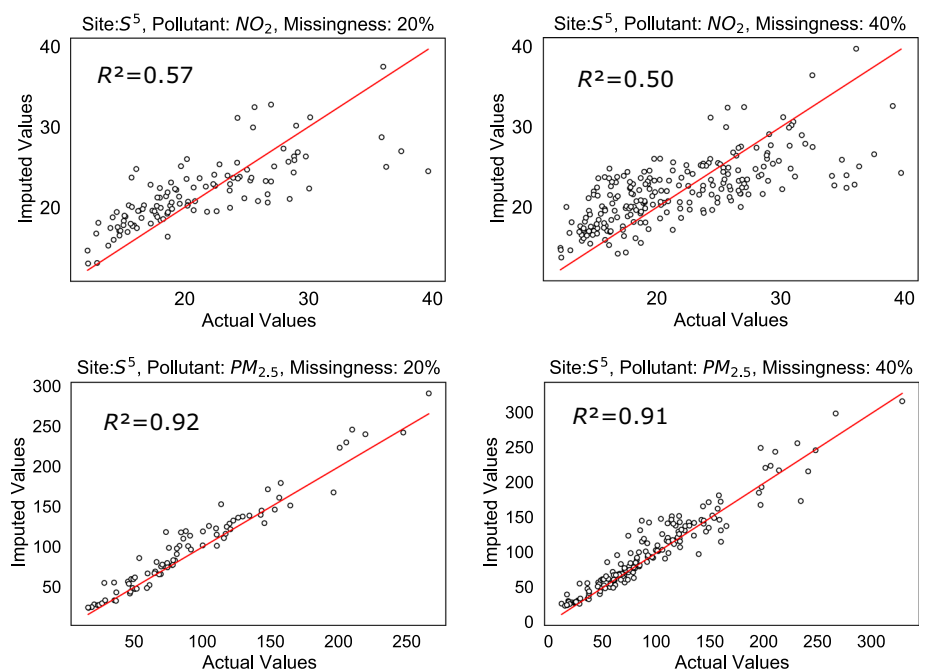 Site:S⁵, Pollutant: NO₂, Missingness: 20%
R²=0.57
40
30
20
Imputed Values
20 30 40
Actual Values
Site:S⁵, Pollutant: NO₂, Missingness: 40%
R²=0.50
40
30
20
Imputed Values
20 30 40
Actual Values
Site:S⁵, Pollutant: PM₂.₅, Missingness: 20%
R²=0.92
300
250
200
150
100
50
Imputed Values
50 100 150 200 250
Actual Values
Site:S⁵, Pollutant: PM₂.₅, Missingness: 40%
R²=0.91
300
250
200
150
100
50
0
Imputed Values
0 50 100 150 200 250 300
Actual Values